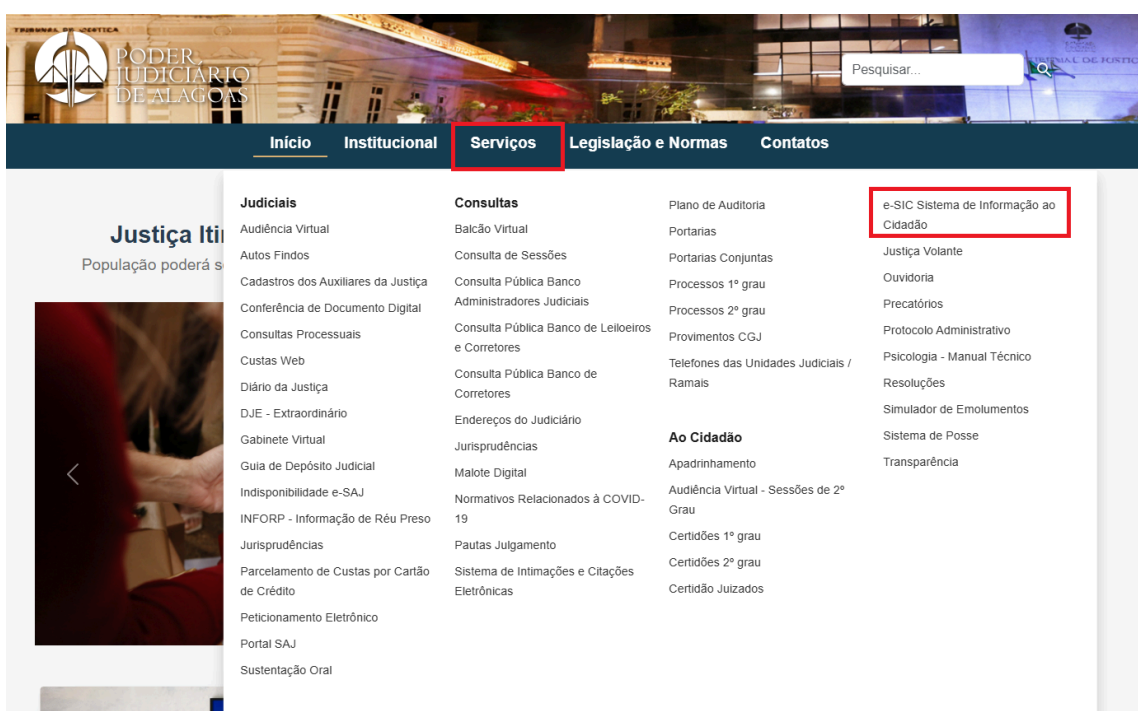 TRIBUNAL DE JUSTIÇA
PODER
JUDICIÁRIO
DE ALAGOAS
Pesquisar...
TRIBUNAL DE JUSTIÇ
Início Institucional Serviços Legislação e Normas Contatos
Justiça Iti
População poderá s
Judiciais
Audiência Virtual
Autos Findos
Cadastros dos Auxiliares da Justiça
Conferência de Documento Digital
Consultas Processuais
Custas Web
Diário da Justiça
DJE - Extraordinário
Gabinete Virtual
Guia de Depósito Judicial
Indisponibilidade e-SAJ
INFORP - Informação de Réu Preso
Jurisprudências
Parcelamento de Custas por Cartão
de Crédito
Peticionamento Eletrônico
Portal SAJ
Sustentação Oral
Consultas
Balcão Virtual
Consulta de Sessões
Consulta Pública Banco
Administradores Judiciais
Consulta Pública Banco de Leiloeiros
e Corretores
Consulta Pública Banco de
Corretores
Endereços do Judiciário
Jurisprudências
Malote Digital
Normativos Relacionados à COVID-
19
Pautas Julgamento
Sistema de Intimações e Citações
Eletrônicas
Plano de Auditoria
Portarias
Portarias Conjuntas
Processos 1º grau
Processos 2º grau
Provimentos CGJ
Telefones das Unidades Judiciais /
Ramais
Ao Cidadão
Apadrinhamento
Audiência Virtual - Sessões de 2º
Grau
Certidões 1º grau
Certidões 2º grau
Certidão Juizados
e-SIC Sistema de Informação ao
Cidadão
Justiça Volante
Ouvidoria
Precatórios
Protocolo Administrativo
Psicologia - Manual Técnico
Resoluções
Simulador de Emolumentos
Sistema de Posse
Transparência